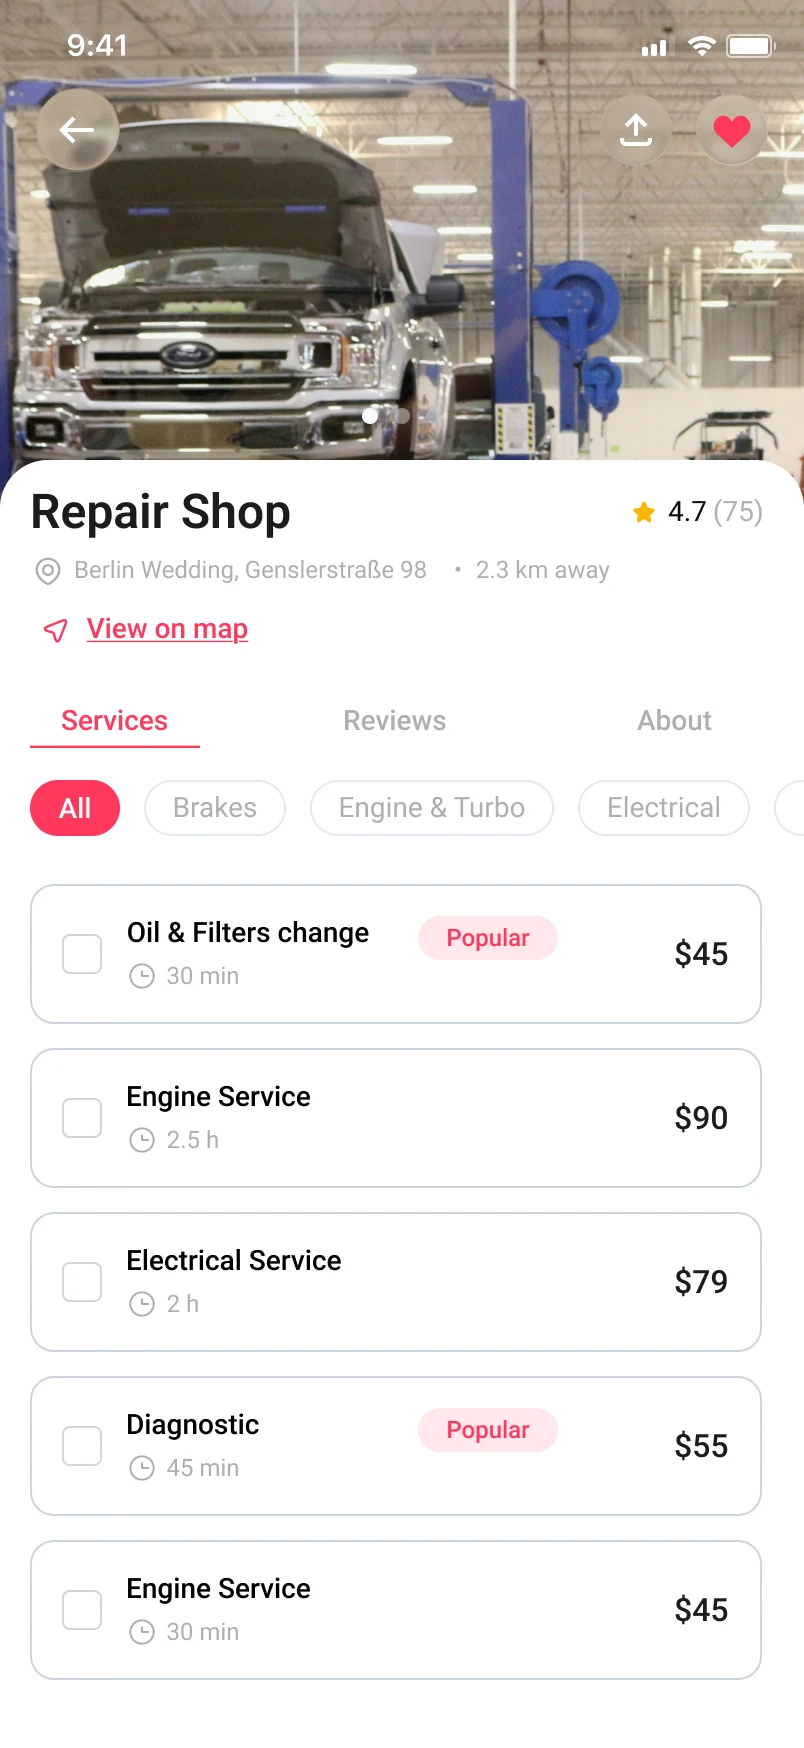 9:41
Repair Shop
4.7 (75)
Berlin Wedding, Genslerstraße 98 • 2.3 km away
View on map
Services Reviews About
All Brakes Engine & Turbo Electrical
Oil & Filters change Popular
$45
30 min
Engine Service
$90
2.5 h
Electrical Service
$79
2 h
Diagnostic Popular
$55
45 min
Engine Service
$45
30 min